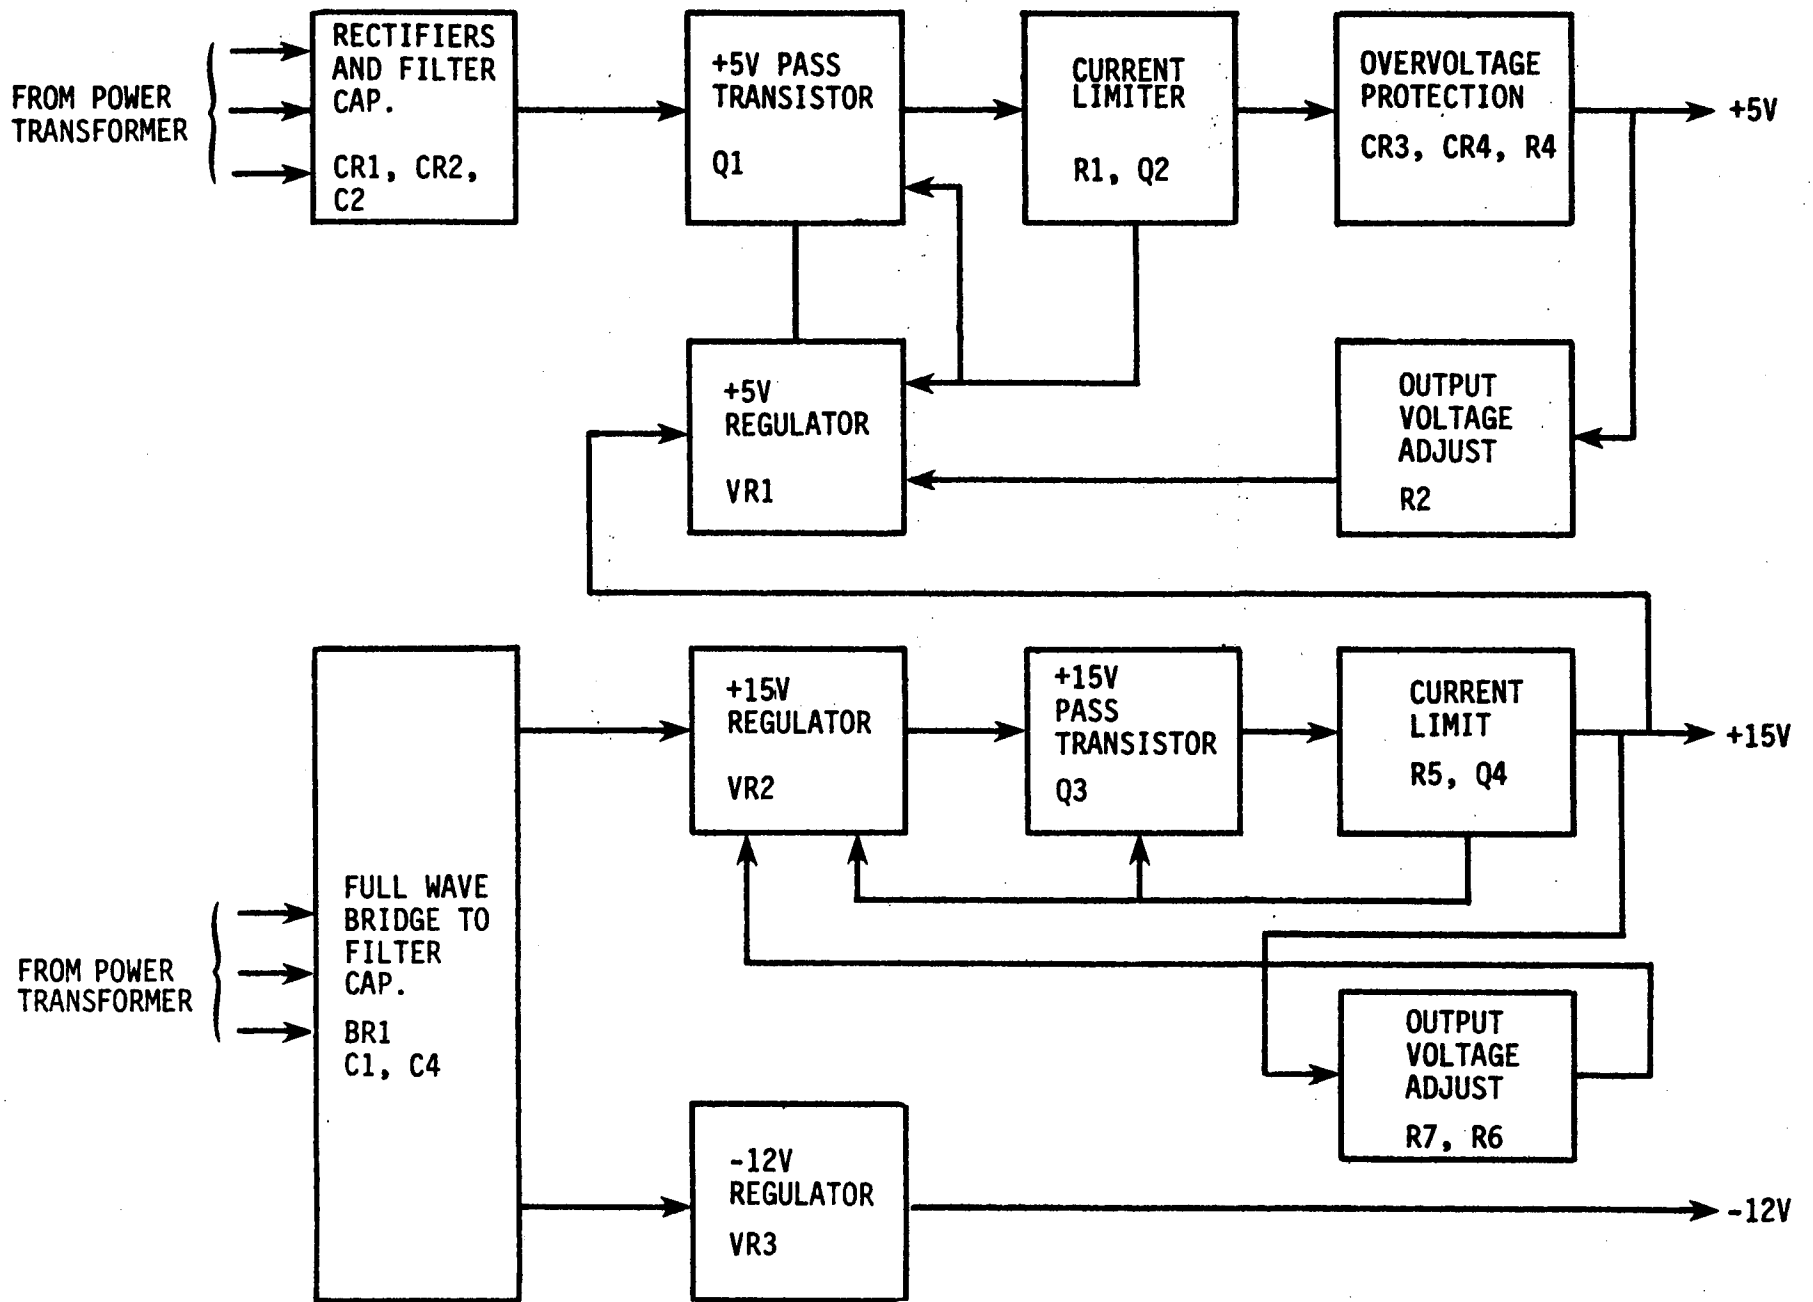 FROM POWER
TRANSFORMER
RECTIFIERS
AND FILTER
CAP.
CR1, CR2,
C2
+5V PASS
TRANSISTOR
Q1
CURRENT
LIMITER
R1, Q2
OVERVOLTAGE
PROTECTION
CR3, CR4, R4
+5V
+5V
REGULATOR
VR1
OUTPUT
VOLTAGE
ADJUST
R2
FROM POWER
TRANSFORMER
FULL WAVE
BRIDGE TO
FILTER
CAP.
BR1
C1, C4
+15V
REGULATOR
VR2
+15V
PASS
TRANSISTOR
Q3
CURRENT
LIMIT
R5, Q4
+15V
OUTPUT
VOLTAGE
ADJUST
R7, R6
-12V
REGULATOR
VR3
-12V